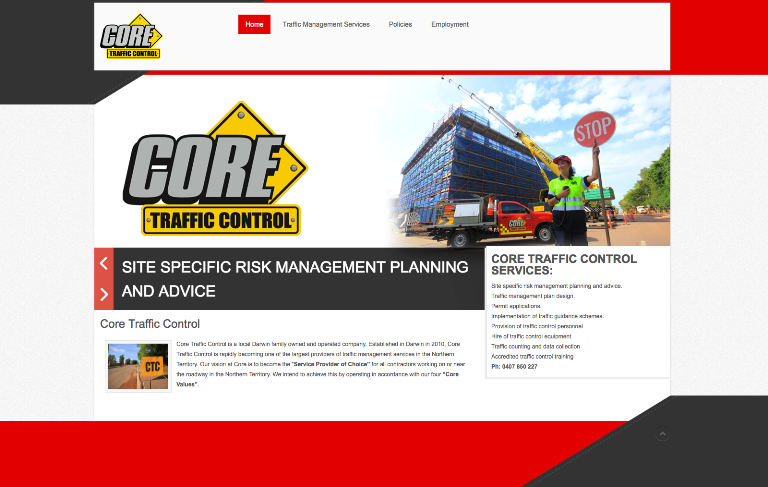 CORE
TRAFFIC CONTROL
Home
Traffic Management Services
Policies
Employment
CORE
TRAFFIC CONTROL
STOP
CORE
SITE SPECIFIC RISK MANAGEMENT PLANNING
AND ADVICE
CORE TRAFFIC CONTROL
SERVICES:
Site specific risk management planning and advice.
Traffic management plan design.
Permit applications.
Implementation of traffic guidance schemes.
Provision of traffic control personnel
Hire of traffic control equipment
Traffic counting and data collection
Accredited traffic control training
Ph: 0407 850 227
Core Traffic Control
CTC
Core Traffic Control is a local Darwin family owned and operated company. Established in Darwin in 2010, Core
Traffic Control is rapidly becoming one of the largest providers of traffic management services in the Northern
Territory. Our vision at Core is to become the "Service Provider of Choice" for all contractors working on or near
the roadway in the Northern Territory. We intend to achieve this by operating in accordance with our four "Core
Values".